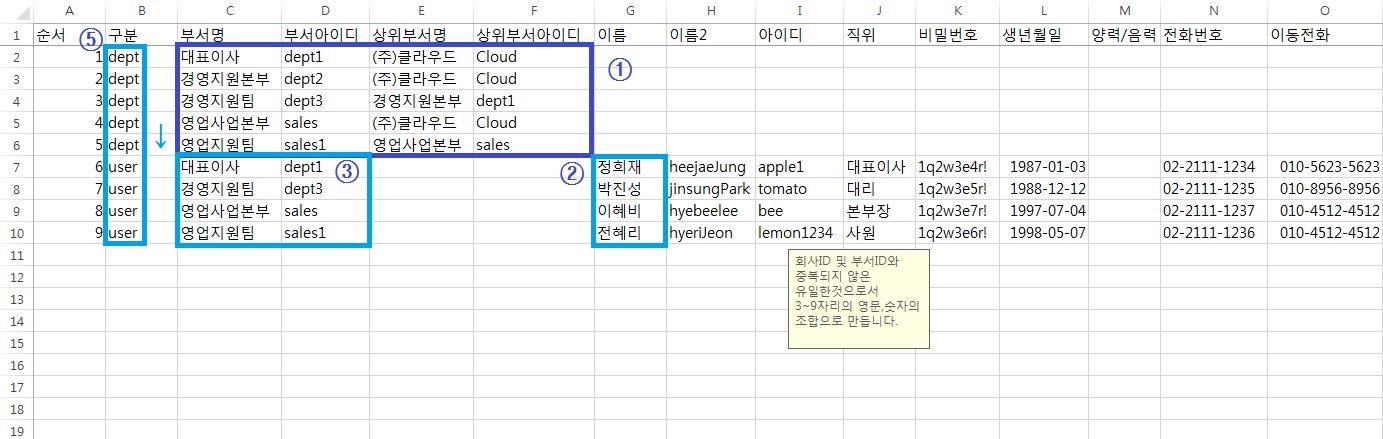 A B C D E F G H I J K L M N O
1 순서 ⑤ 구분 부서명 부서아이디 상위부서명 상위부서아이디 이름 이름2 아이디 직위 비밀번호 생년월일 양력/음력 전화번호 이동전화
2 1 dept 대표이사 dept1 (주)클라우드 Cloud ①
3 2 dept 경영지원본부 dept2 (주)클라우드 Cloud
4 3 dept 경영지원팀 dept3 경영지원본부 dept1
5 4 dept 영업사업본부 sales (주)클라우드 Cloud
6 5 dept ↓ 영업지원팀 sales1 영업사업본부 sales
7 6 user 대표이사 dept1 ③ ② 정희재 heejaeJung apple1 대표이사 1q2w3e4r! 1987-01-03 02-2111-1234 010-5623-5623
8 7 user 경영지원팀 dept3 박진성 jinsungPark tomato 대리 1q2w3e5r! 1988-12-12 02-2111-1235 010-8956-8956
9 8 user 영업사업본부 sales 이혜비 hyebeelee bee 본부장 1q2w3e7r! 1997-07-04 02-2111-1237 010-4512-4512
10 9 user 영업지원팀 sales1 전혜리 hyeriJeon lemon1234 사원 1q2w3e6r! 1998-05-07 02-2111-1236 010-4512-4512
11
회사ID 및 부서ID와
12
중복되지 않은
13
유일한것으로서
3~9자리의 영문,숫자의
14
조합으로 만듭니다.
15
16
17
18
19